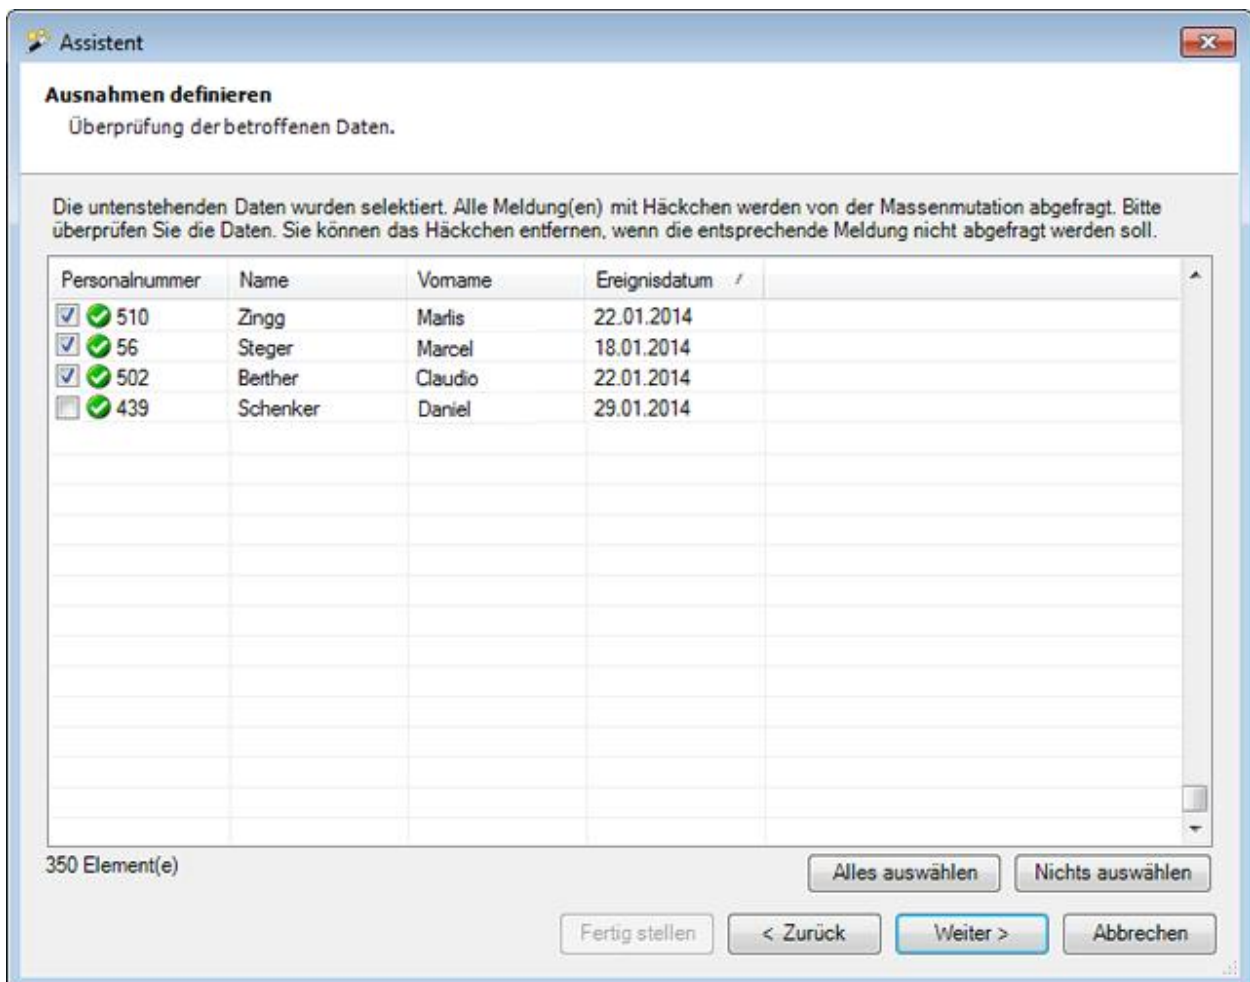 Assistent
Ausnahmen definieren
Überprüfung der betroffenen Daten.
Die untenstehenden Daten wurden selektiert. Alle Meldung(en) mit Häckchen werden von der Massenmutation abgefragt. Bitte
überprüfen Sie die Daten. Sie können das Häckchen entfernen, wenn die entsprechende Meldung nicht abgefragt werden soll.
Personalnummer Name Vorname Ereignisdatum
510 Zingg Marlis 22.01.2014
56 Steger Marcel 18.01.2014
502 Berther Claudio 22.01.2014
439 Schenker Daniel 29.01.2014
350 Element(e) Alles auswählen Nichts auswählen
Fertig stellen < Zurück Weiter > Abbrechen